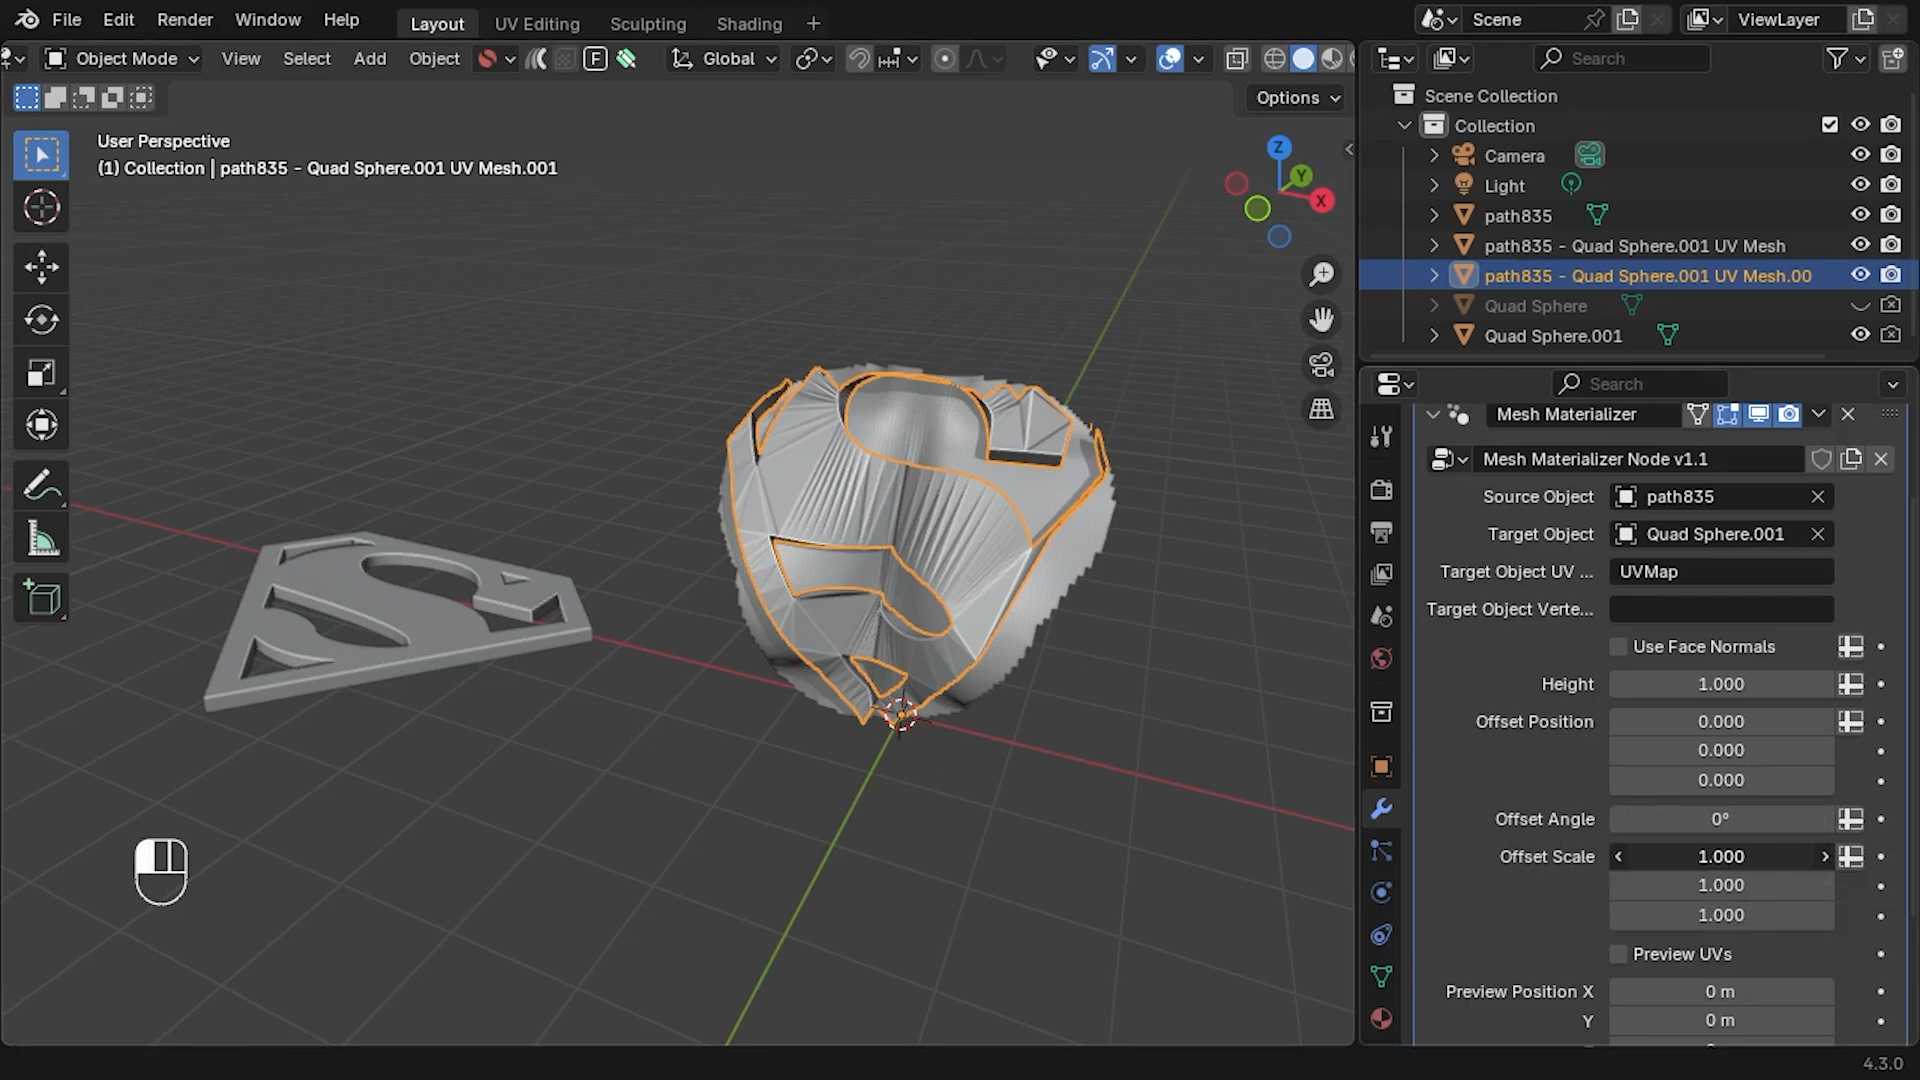 File Edit Render Window Help Layout UV Editing Sculpting Shading + Scene ViewLayer
Object Mode View Select Add Object F Global Search
Options
User Perspective
(1) Collection | path835 - Quad Sphere.001 UV Mesh.001
Z
Y
X
Scene Collection
Collection
Camera
Light
path835
path835 - Quad Sphere.001 UV Mesh
path835 - Quad Sphere.001 UV Mesh.00
Quad Sphere
Quad Sphere.001
Search
Mesh Materializer
Mesh Materializer Node v1.1
Source Object path835
Target Object Quad Sphere.001
Target Object UV ... UVMap
Target Object Verte...
Use Face Normals
Height 1.000
Offset Position 0.000
0.000
0.000
Offset Angle 0°
Offset Scale 1.000
1.000
1.000
Preview UVs
Preview Position X 0 m
Y 0 m
4.3.0